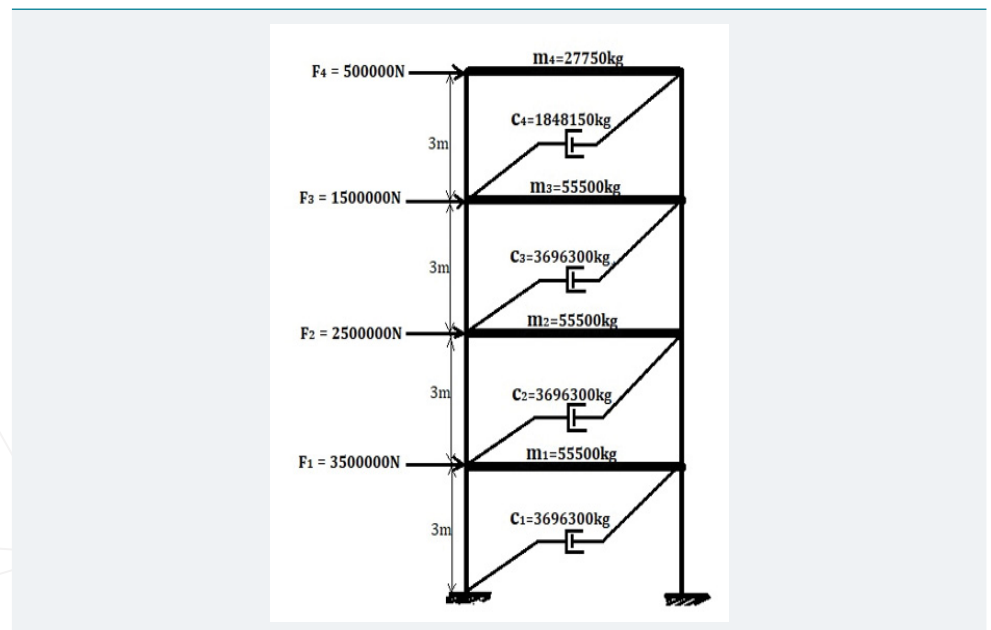 m4=27750kg
F4 = 500000N
C4=1848150kg
3m
m3=55500kg
F3 = 1500000N
C3=3696300kg
3m
m2=55500kg
F2 = 2500000N
C2=3696300kg
3m
m1=55500kg
F1 = 3500000N
C1=3696300kg
3m